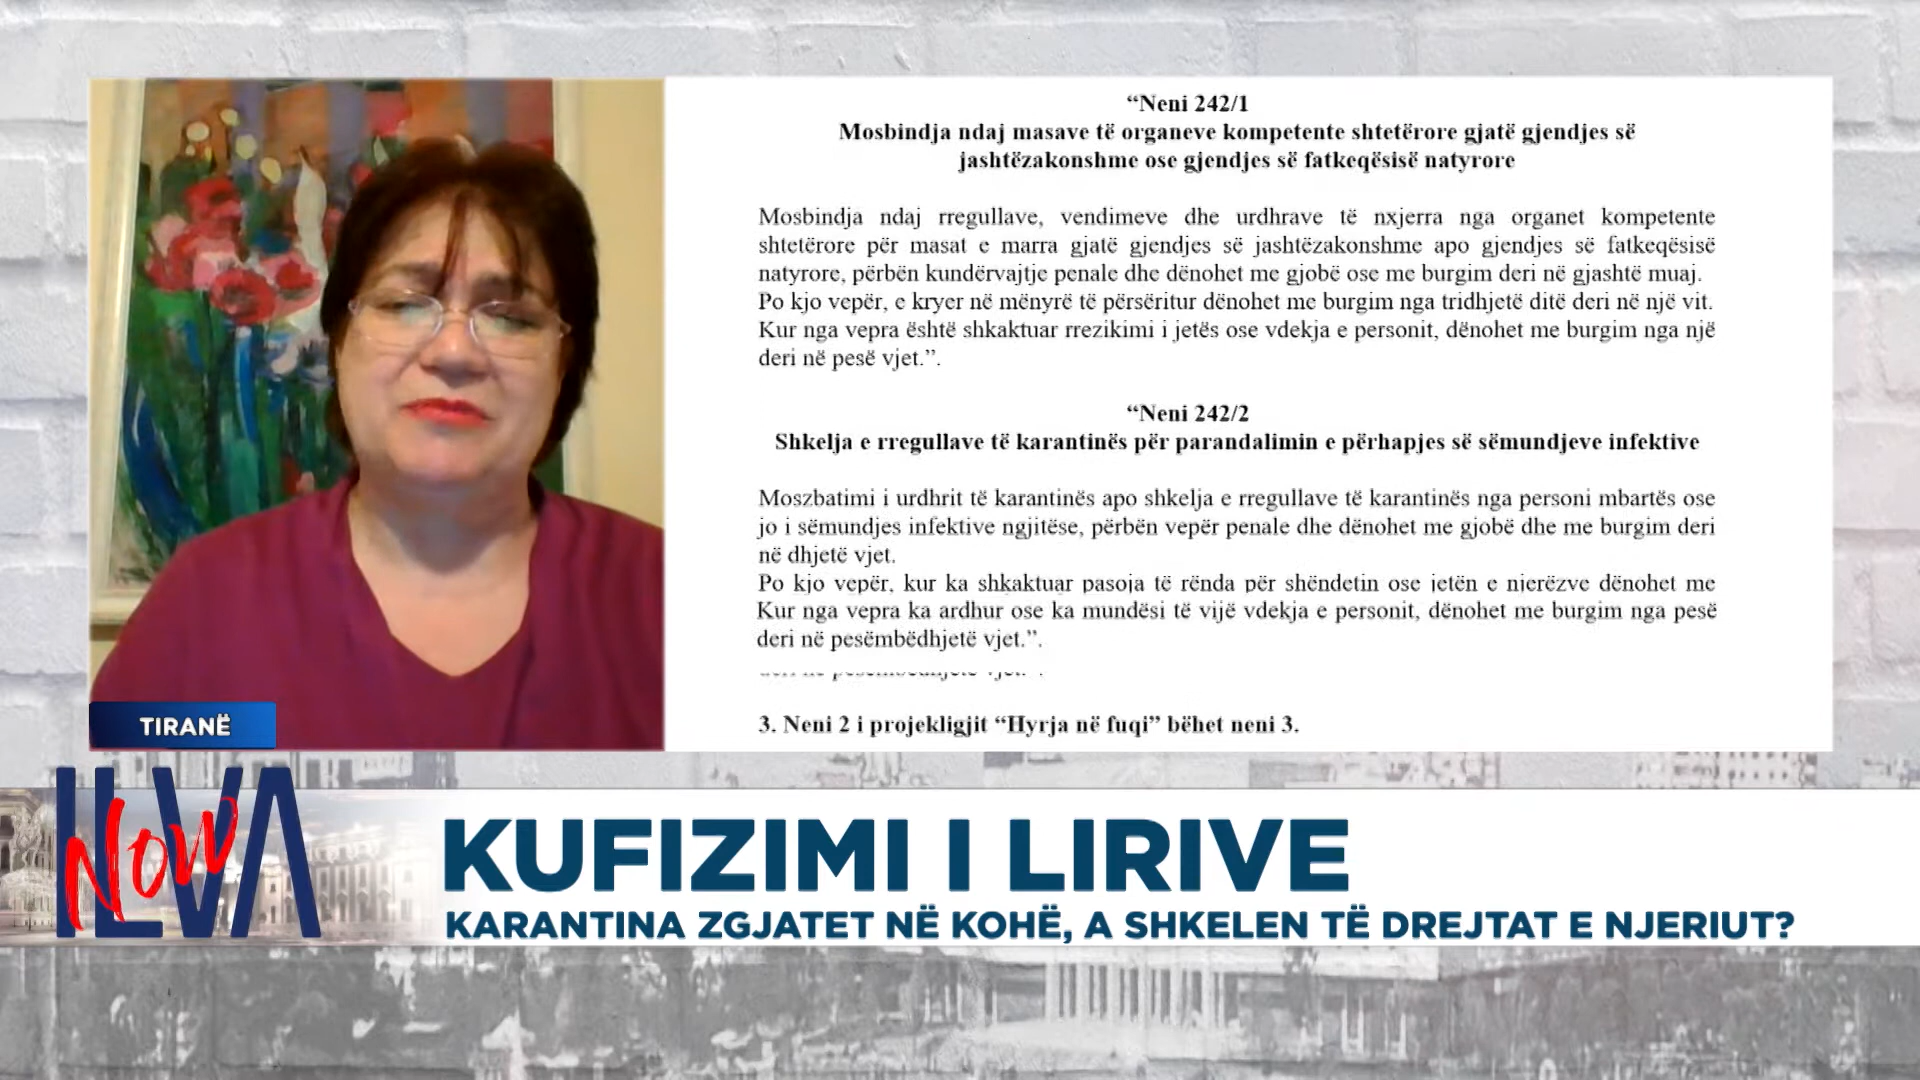 “Neni 242/1
Mosbindja ndaj masave të organeve kompetente shtetërore gjatë gjendjes së
jashtëzakonshme ose gjendjes së fatkeqësisë natyrore
Mosbindja ndaj rregullave, vendimeve dhe urdhrave të nxjerra nga organet kompetente
shtetërore për masat e marra gjatë gjendjes së jashtëzakonshme apo gjendjes së fatkeqësisë
natyrore, përbën kundërvajtje penale dhe dënohet me gjobë ose me burgim deri në gjashtë muaj.
Po kjo vepër, e kryer në mënyrë të përsëritur dënohet me burgim nga tridhjetë ditë deri në një vit.
Kur nga vepra është shkaktuar rrezikimi i jetës ose vdekja e personit, dënohet me burgim nga një
deri në pesë vjet.”.
“Neni 242/2
Shkelja e rregullave të karantinës për parandalimin e përhapjes së sëmundjeve infektive
Moszbatimi i urdhrit të karantinës apo shkelja e rregullave të karantinës nga personi mbartës ose
jo i sëmundjes infektive ngjitëse, përbën vepër penale dhe dënohet me gjobë dhe me burgim deri
në dhjetë vjet.
Po kjo vepër, kur ka shkaktuar pasoja të rënda për shëndetin ose jetën e njerëzve dënohet me
Kur nga vepra ka ardhur ose ka mundësi të vijë vdekja e personit, dënohet me burgim nga pesë
deri në pesëmbëdhjetë vjet.”.
3. Neni 2 i projekligjit “Hyrja në fuqi” bëhet neni 3.
TIRANË
ILVA
Now
KUFIZIMI I LIRIVE
KARANTINA ZGJATET NË KOHË, A SHKELEN TË DREJTAT E NJERIUT?